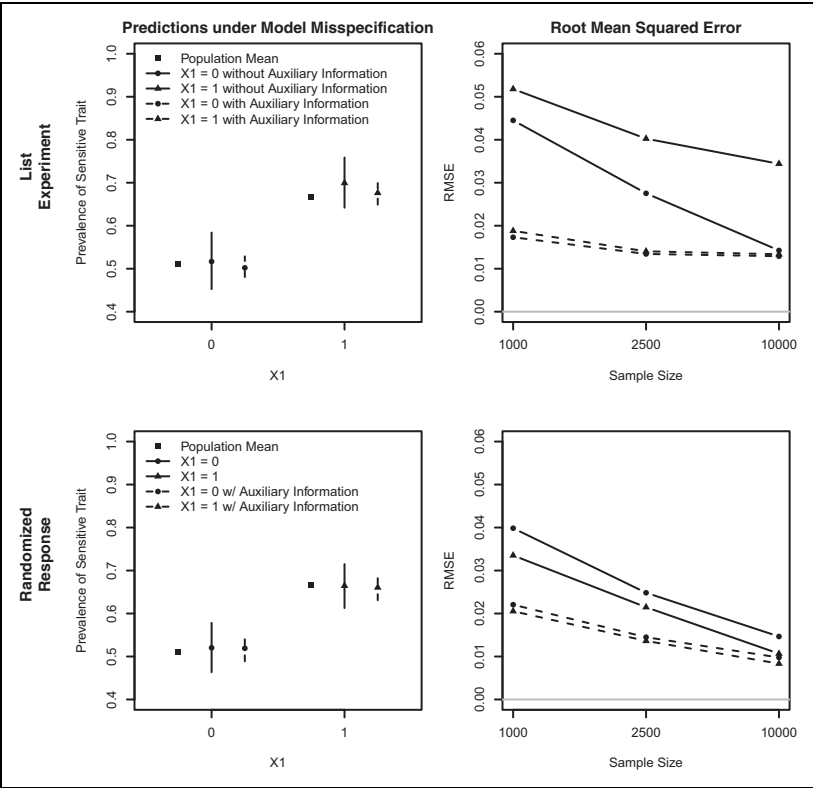 Predictions under Model Misspecification
Root Mean Squared Error
List
Experiment
Prevalence of Sensitive Trait
1.0
0.9
0.8
0.7
0.6
0.5
0.4
Population Mean
X1 = 0 without Auxiliary Information
X1 = 1 without Auxiliary Information
X1 = 0 with Auxiliary Information
X1 = 1 with Auxiliary Information
0 1
X1
RMSE
0.06
0.05
0.04
0.03
0.02
0.01
0.00
1000 2500 10000
Sample Size
Randomized
Response
Prevalence of Sensitive Trait
1.0
0.9
0.8
0.7
0.6
0.5
0.4
Population Mean
X1 = 0
X1 = 1
X1 = 0 w/ Auxiliary Information
X1 = 1 w/ Auxiliary Information
0 1
X1
RMSE
0.06
0.05
0.04
0.03
0.02
0.01
0.00
1000 2500 10000
Sample Size